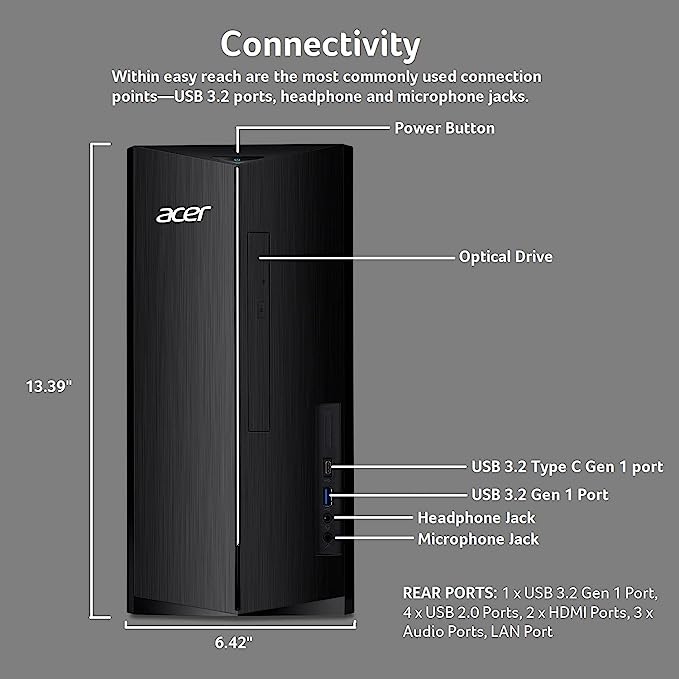 Connectivity
Within easy reach are the most commonly used connection
points—USB 3.2 ports, headphone and microphone jacks.
Power Button
acer
Optical Drive
13.39"
USB 3.2 Type C Gen 1 port
USB 3.2 Gen 1 Port
Headphone Jack
Microphone Jack
REAR PORTS: 1 x USB 3.2 Gen 1 Port,
4 x USB 2.0 Ports, 2 x HDMI Ports, 3 x
Audio Ports, LAN Port
6.42"